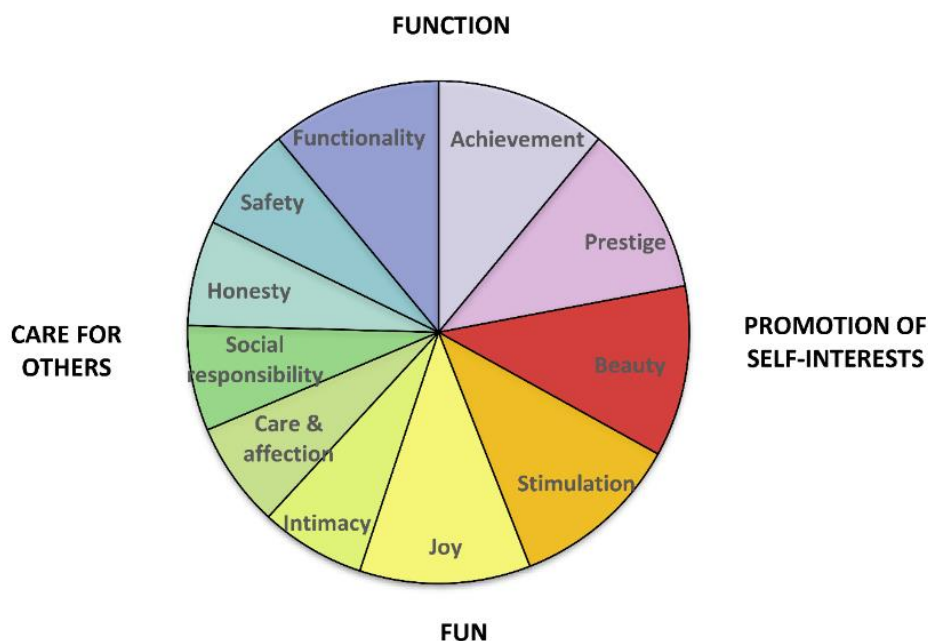 FUNCTION
Functionality
Achievement
Safety
Prestige
Honesty
CARE FOR
OTHERS
PROMOTION OF
SELF-INTERESTS
Social
responsibility
Beauty
Care &
affection
Stimulation
Intimacy
Joy
FUN